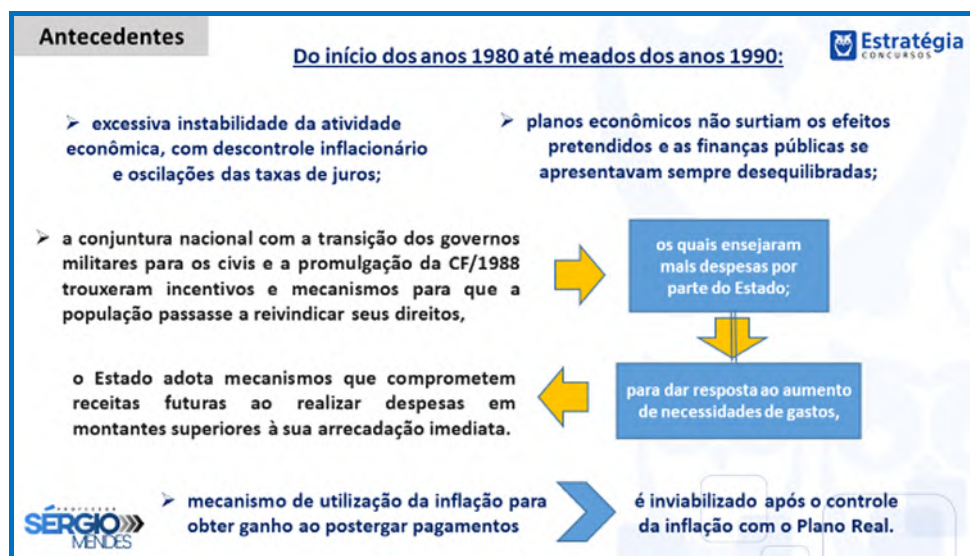 Antecedentes
Do início dos anos 1980 até meados dos anos 1990:
Estratégia
CONCURSOS
➢ excessiva instabilidade da atividade
econômica, com descontrole inflacionário
e oscilações das taxas de juros;
➢ planos econômicos não surtiam os efeitos
pretendidos e as finanças públicas se
apresentavam sempre desequilibradas;
➢ a conjuntura nacional com a transição dos governos
militares para os civis e a promulgação da CF/1988
trouxeram incentivos e mecanismos para que a
população passasse a reivindicar seus direitos,
os quais ensejaram
mais despesas por
parte do Estado;
para dar resposta ao aumento
de necessidades de gastos,
o Estado adota mecanismos que comprometem
receitas futuras ao realizar despesas em
montantes superiores à sua arrecadação imediata.
➢ mecanismo de utilização da inflação para
obter ganho ao postergar pagamentos
é inviabilizado após o controle
da inflação com o Plano Real.
PROFESSOR
SÉRGIO
MENDES